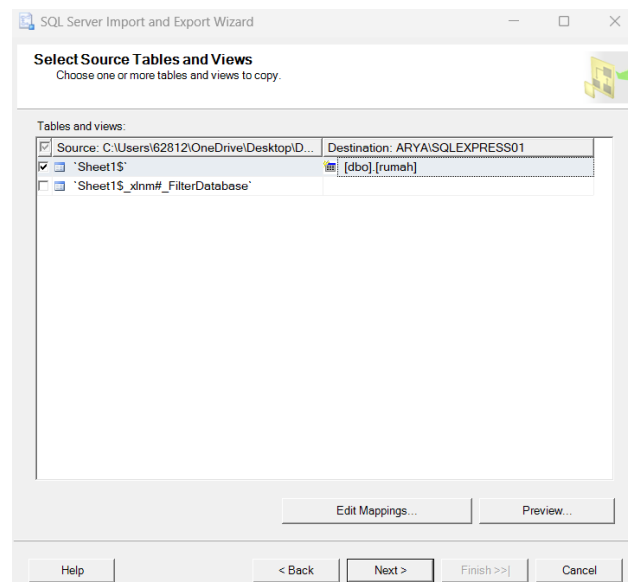 SQL Server Import and Export Wizard
Select Source Tables and Views
Choose one or more tables and views to copy.
Tables and views:
Source: C:\Users\62812\OneDrive\Desktop\D... Destination: ARYA\SQLEXPRESS01
`Sheet1$` [dbo].[rumah]
`Sheet1$_xlnm#_FilterDatabase`
Edit Mappings... Preview...
Help < Back Next > Finish >>| Cancel